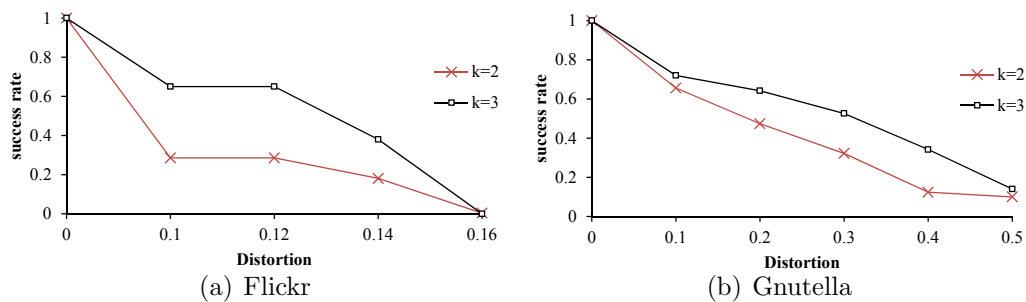 1
0.8
0.6
0.4
0.2
0
success rate
0 0.1 0.12 0.14 0.16
Distortion
k=2
k=3
(a) Flickr
1
0.8
0.6
0.4
0.2
0
success rate
0 0.1 0.2 0.3 0.4 0.5
Distortion
k=2
k=3
(b) Gnutella